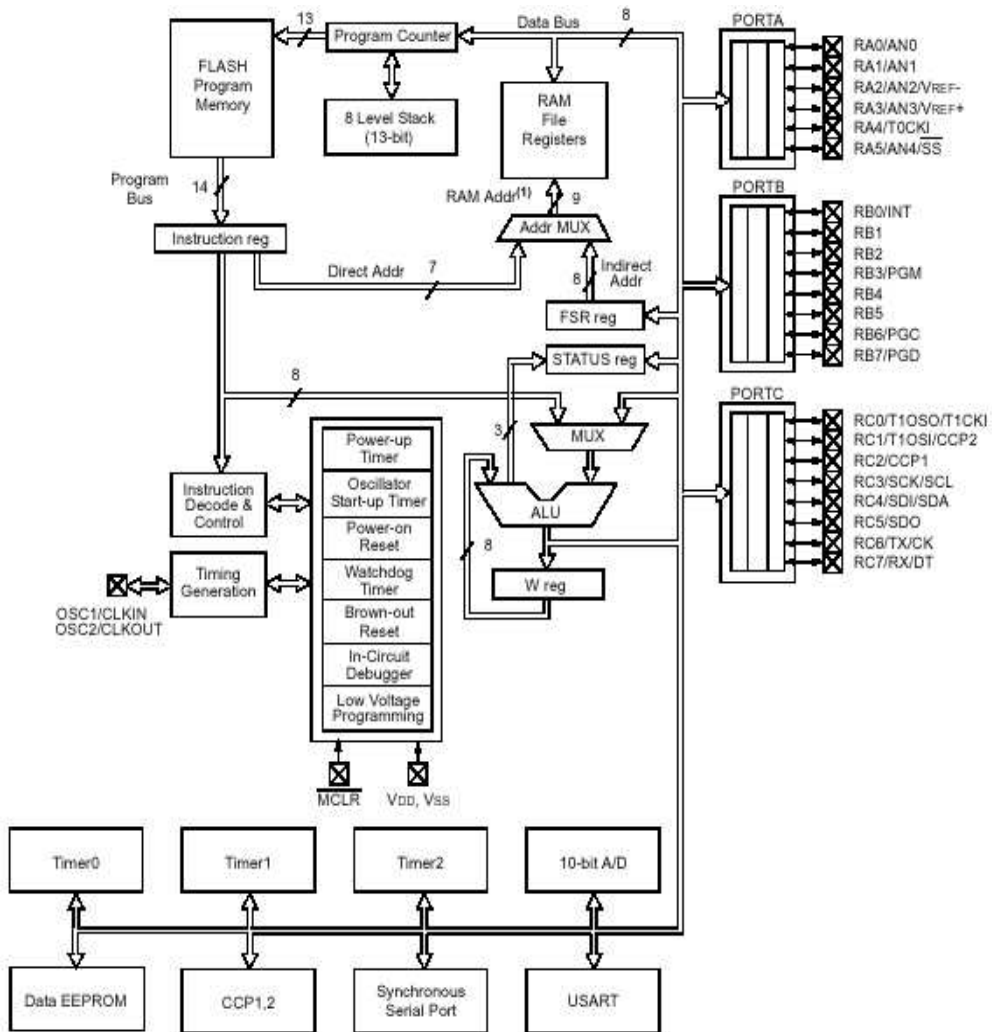 13
Data Bus
8
PORTA
Program Counter
FLASH
Program
Memory
8 Level Stack
(13-bit)
RAM
File
Registers
RA0/AN0
RA1/AN1
RA2/AN2/VREF-
RA3/AN3/VREF+
RA4/T0CKI
RA5/AN4/SS
Program
Bus
14
RAM Addr(1)
9
PORTB
Addr MUX
Instruction reg
Direct Addr
7
8
Indirect
Addr
FSR reg
RB0/INT
RB1
RB2
RB3/PGM
RB4
RB5
RB6/PGC
RB7/PGD
STATUS reg
8
PORTC
3
MUX
Power-up
Timer
Oscillator
Start-up Timer
Power-on
Reset
Watchdog
Timer
Brown-out
Reset
In-Circuit
Debugger
Low Voltage
Programming
Instruction
Decode &
Control
ALU
8
W reg
Timing
Generation
OSC1/CLKIN
OSC2/CLKOUT
RC0/T1OSO/T1CKI
RC1/T1OSI/CCP2
RC2/CCP1
RC3/SCK/SCL
RC4/SDI/SDA
RC5/SDO
RC6/TX/CK
RC7/RX/DT
MCLR
VDD, VSS
Timer0
Timer1
Timer2
10-bit A/D
Data EEPROM
CCP1,2
Synchronous
Serial Port
USART